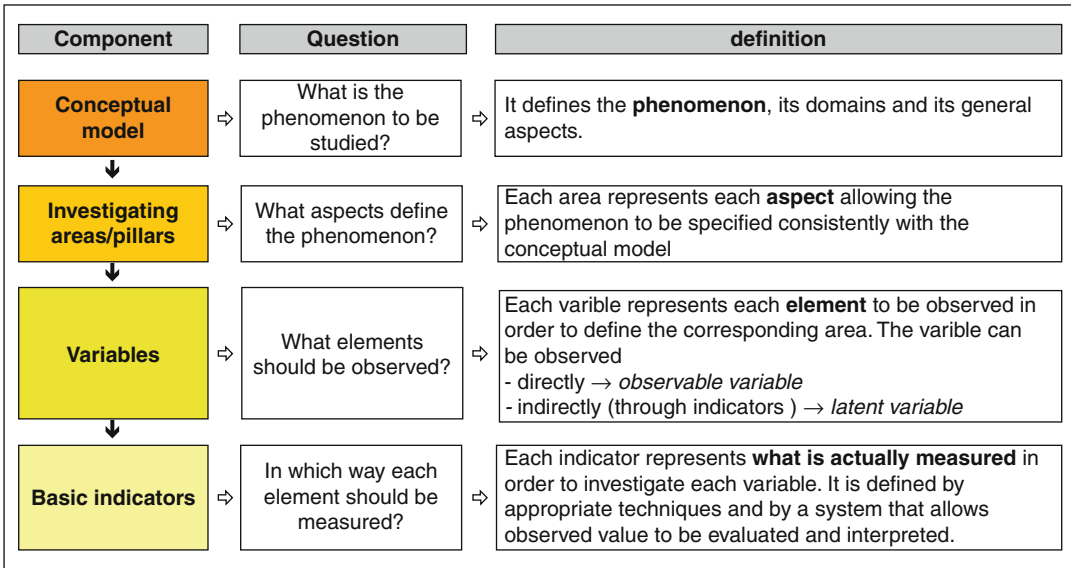 Component
Question
definition
Conceptual
model
What is the
phenomenon to be
studied?
It defines the phenomenon, its domains and its general
aspects.
Investigating
areas/pillars
What aspects define
the phenomenon?
Each area represents each aspect allowing the
phenomenon to be specified consistently with the
conceptual model
Variables
What elements
should be observed?
Each varible represents each element to be observed in
order to define the corresponding area. The varible can
be observed
- directly → observable variable
- indirectly (through indicators ) → latent variable
Basic indicators
In which way each
element should be
measured?
Each indicator represents what is actually measured in
order to investigate each variable. It is defined by
appropriate techniques and by a system that allows
observed value to be evaluated and interpreted.